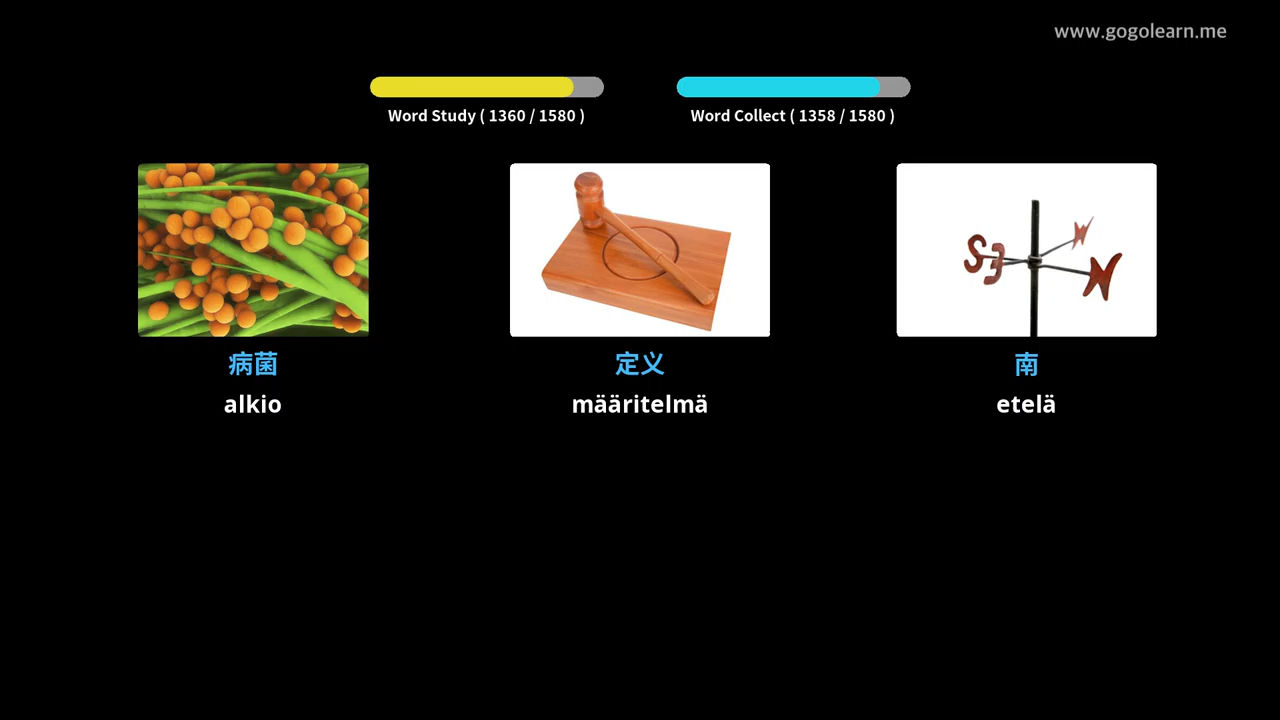 www.gogolearn.me
Word Study ( 1360 / 1580 )
Word Collect ( 1358 / 1580 )
病菌
定义
南
alkio
määritelmä
etelä
S
E
N